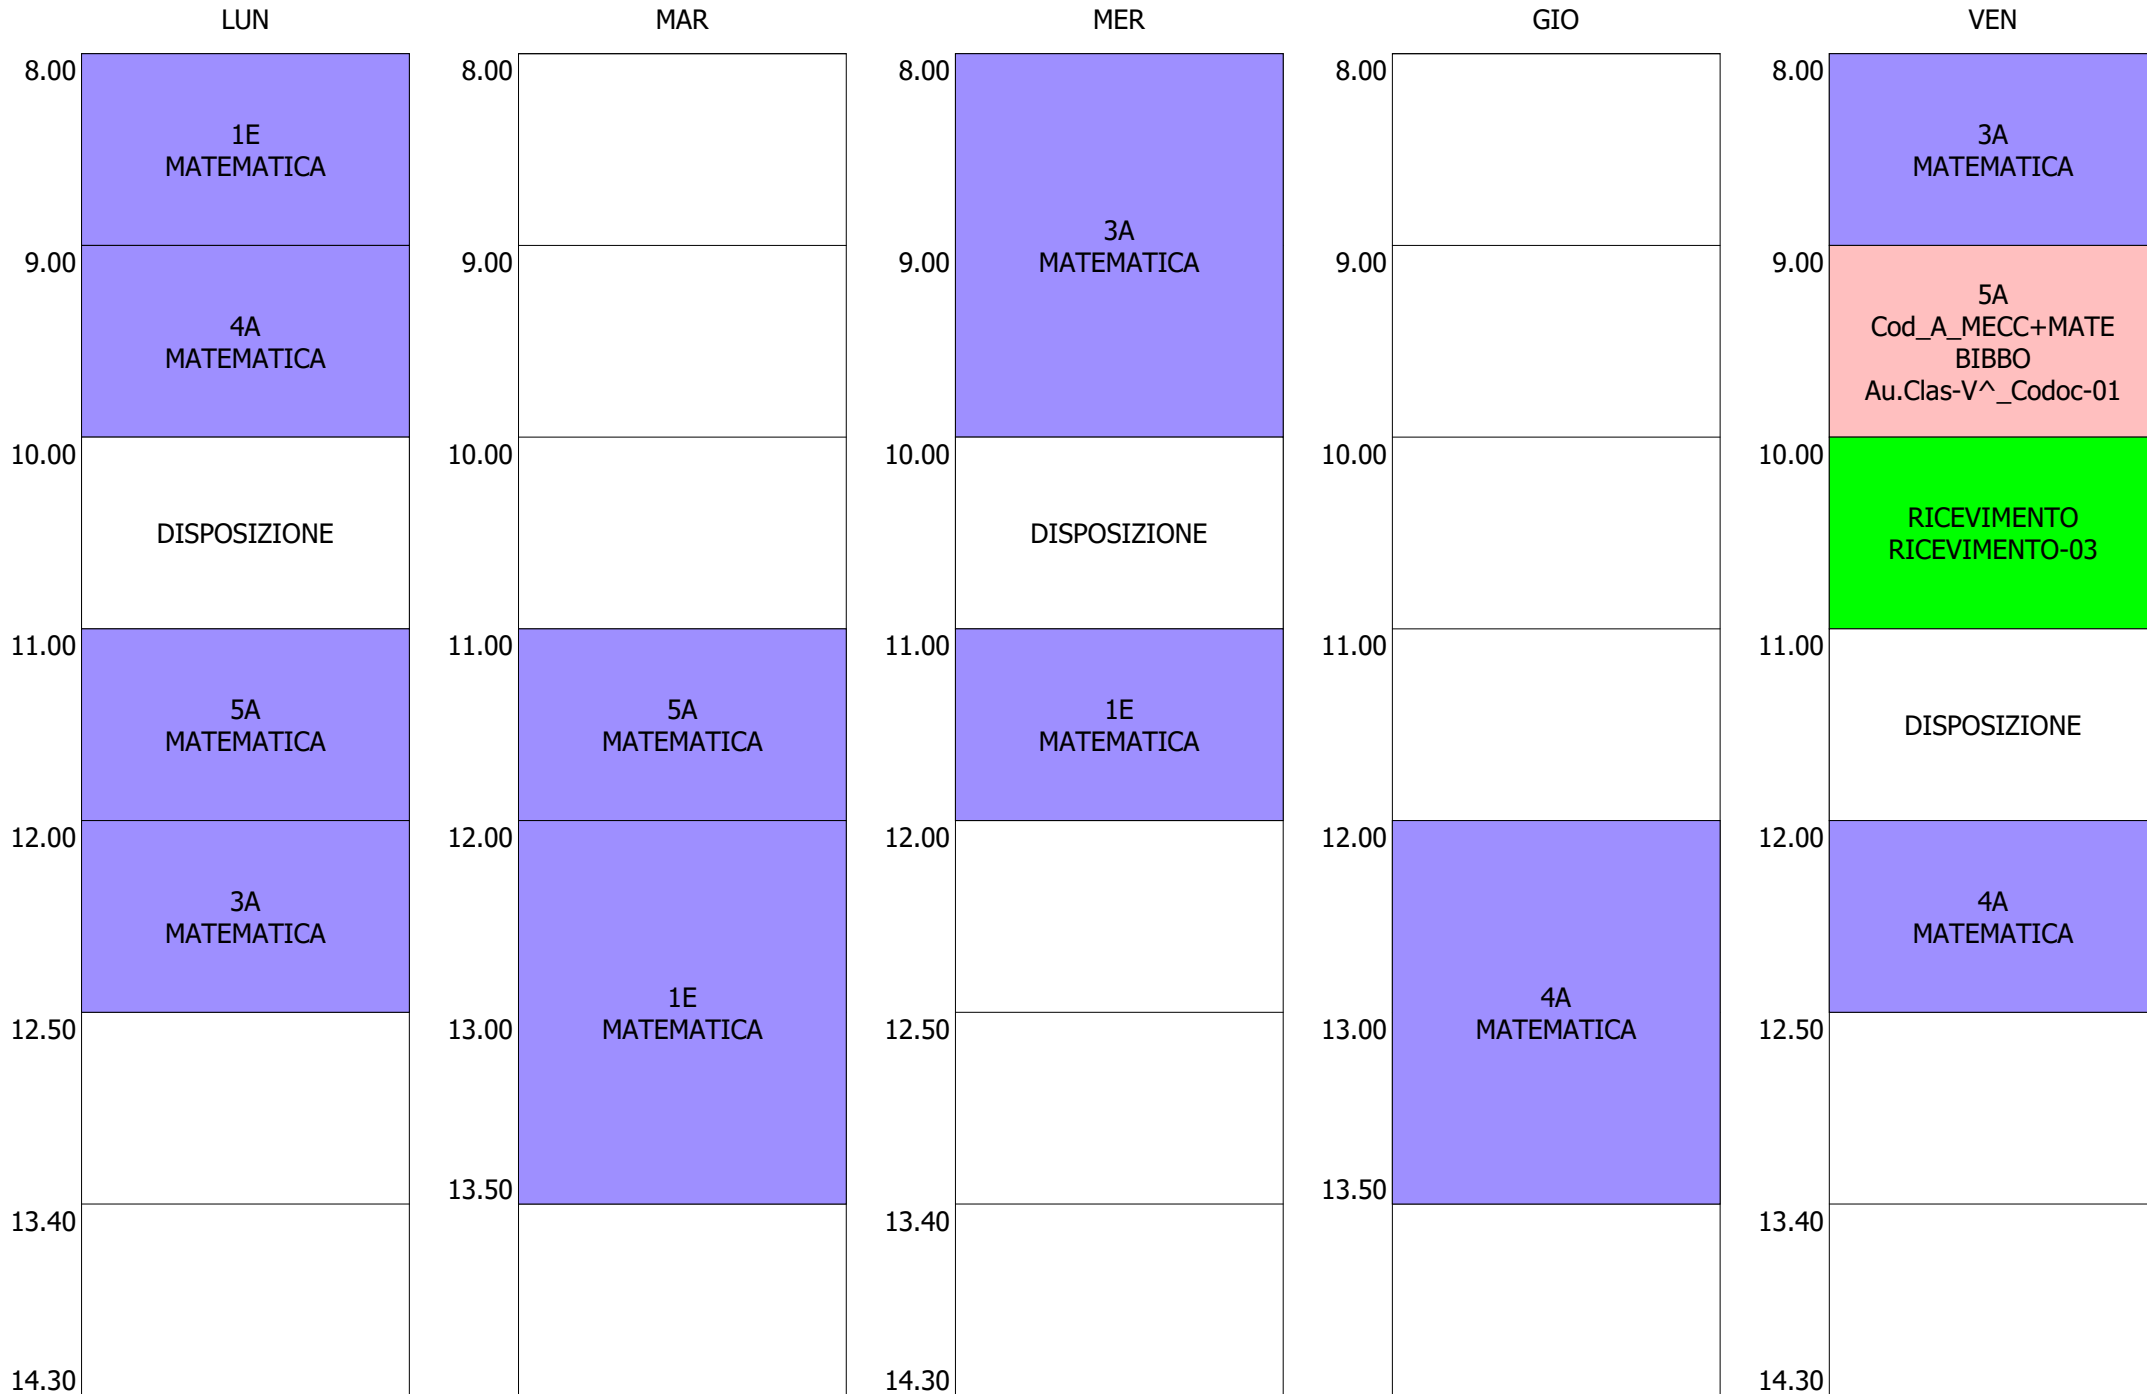 LUN
MAR
MER
GIO
VEN
8.00
1E
MATEMATICA
9.00
4A
MATEMATICA
10.00
DISPOSIZIONE
11.00
5A
MATEMATICA
12.00
3A
MATEMATICA
12.50
13.40
14.30
8.00
9.00
10.00
11.00
5A
MATEMATICA
12.00
1E
MATEMATICA
13.00
13.50
8.00
3A
MATEMATICA
9.00
10.00
DISPOSIZIONE
11.00
1E
MATEMATICA
12.00
12.50
13.40
14.30
8.00
9.00
10.00
11.00
12.00
4A
MATEMATICA
13.00
13.50
8.00
3A
MATEMATICA
9.00
5A
Cod_A_MECC+MATE
BIBBO
Au.Clas-V^_Codoc-01
10.00
RICEVIMENTO
RICEVIMENTO-03
11.00
DISPOSIZIONE
12.00
4A
MATEMATICA
12.50
13.40
14.30